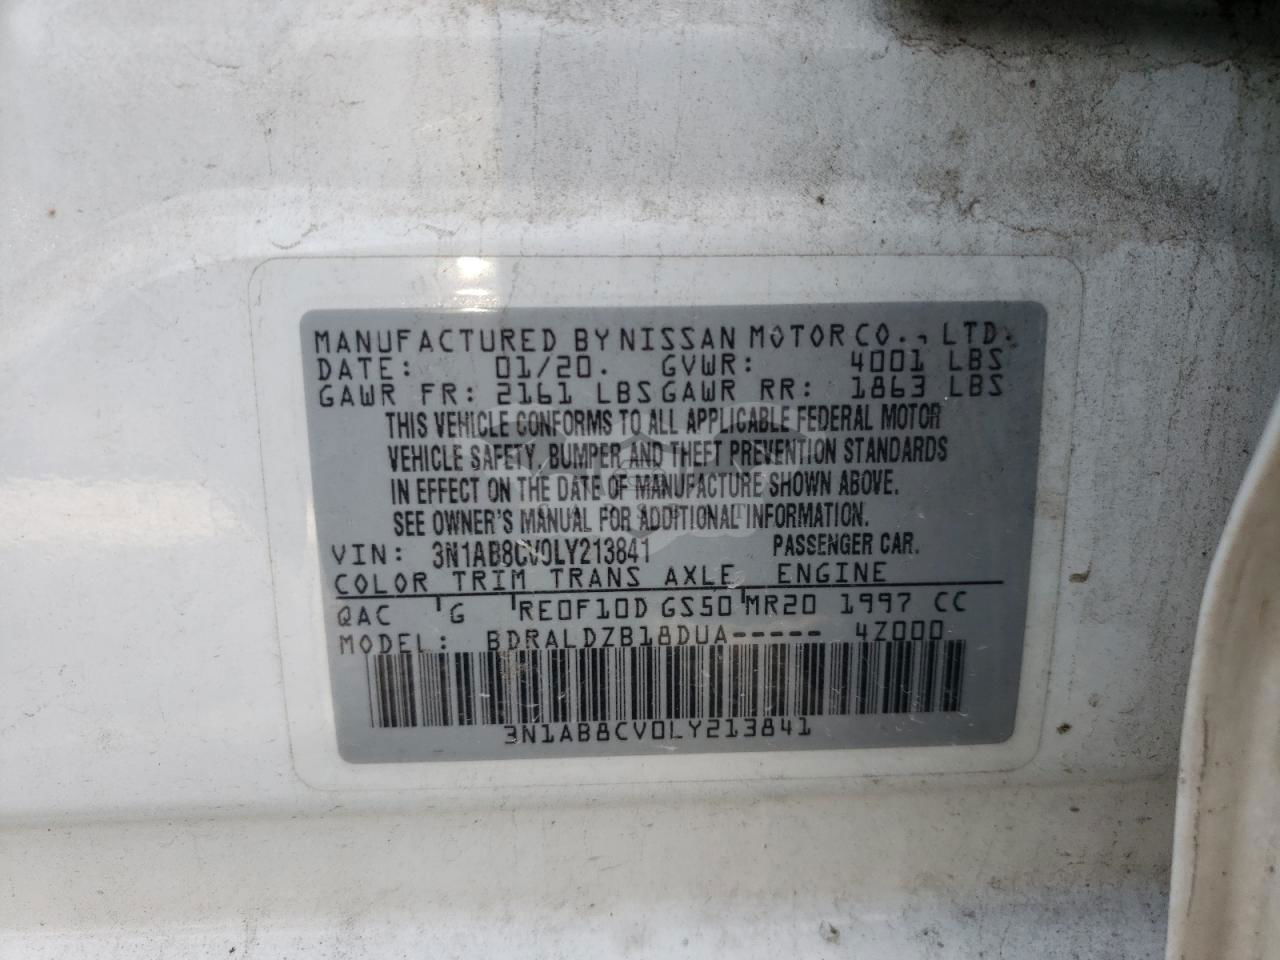 MANUFACTURED BY NISSAN MOTOR CO., LTD.
DATE: 01/20. GVWR: 4001 LBS
GAWR FR: 2161 LBS GAWR RR: 1863 LBS
THIS VEHICLE CONFORMS TO ALL APPLICABLE FEDERAL MOTOR
VEHICLE SAFETY, BUMPER AND THEFT PREVENTION STANDARDS
IN EFFECT ON THE DATE OF MANUFACTURE SHOWN ABOVE.
SEE OWNER'S MANUAL FOR ADDITIONAL INFORMATION.
VIN: 3N1AB8CV0LY213841 PASSENGER CAR.
COLOR TRIM TRANS AXLE ENGINE
QAC G RE0F10D GS50 MR20 1997 CC
MODEL: BDRALDZB18DUA----- 4Z000
3N1AB8CV0LY213841